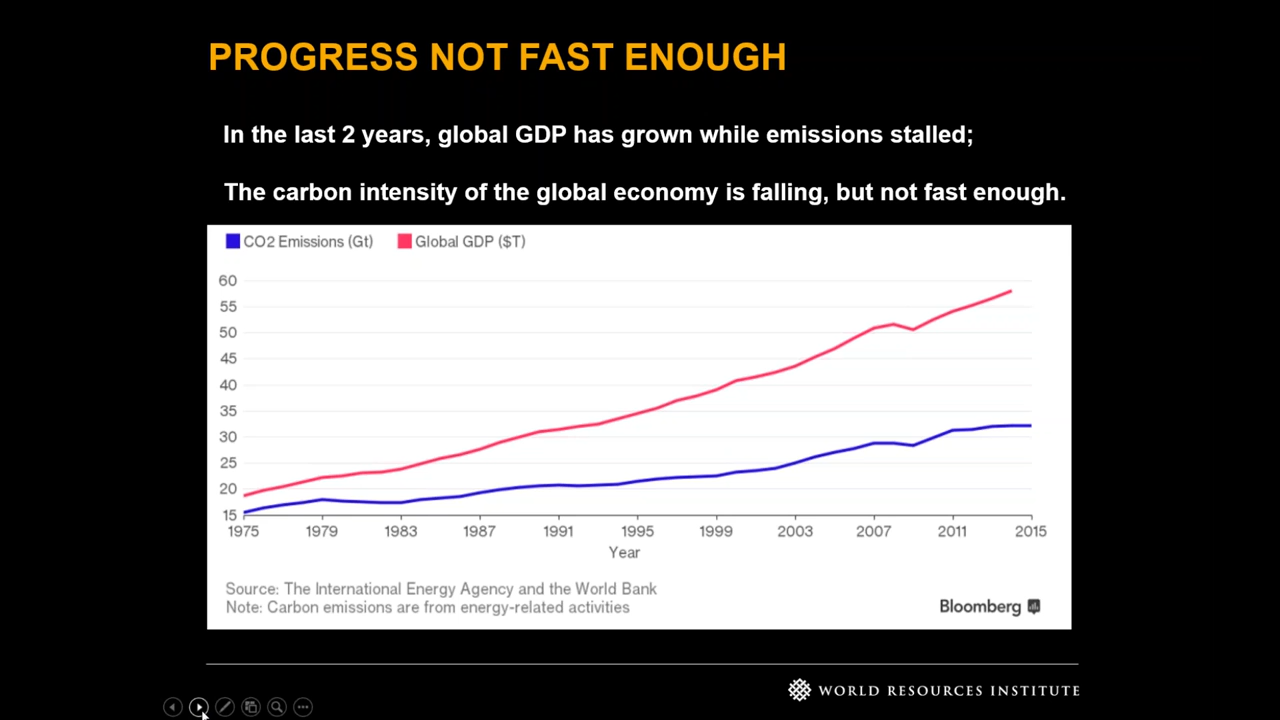 PROGRESS NOT FAST ENOUGH
In the last 2 years, global GDP has grown while emissions stalled;
The carbon intensity of the global economy is falling, but not fast enough.
CO2 Emissions (Gt) Global GDP ($T)
60
55
50
45
40
35
30
25
20
15
1975 1979 1983 1987 1991 1995 1999 2003 2007 2011 2015
Year
Source: The International Energy Agency and the World Bank
Note: Carbon emissions are from energy-related activities
Bloomberg
WORLD RESOURCES INSTITUTE